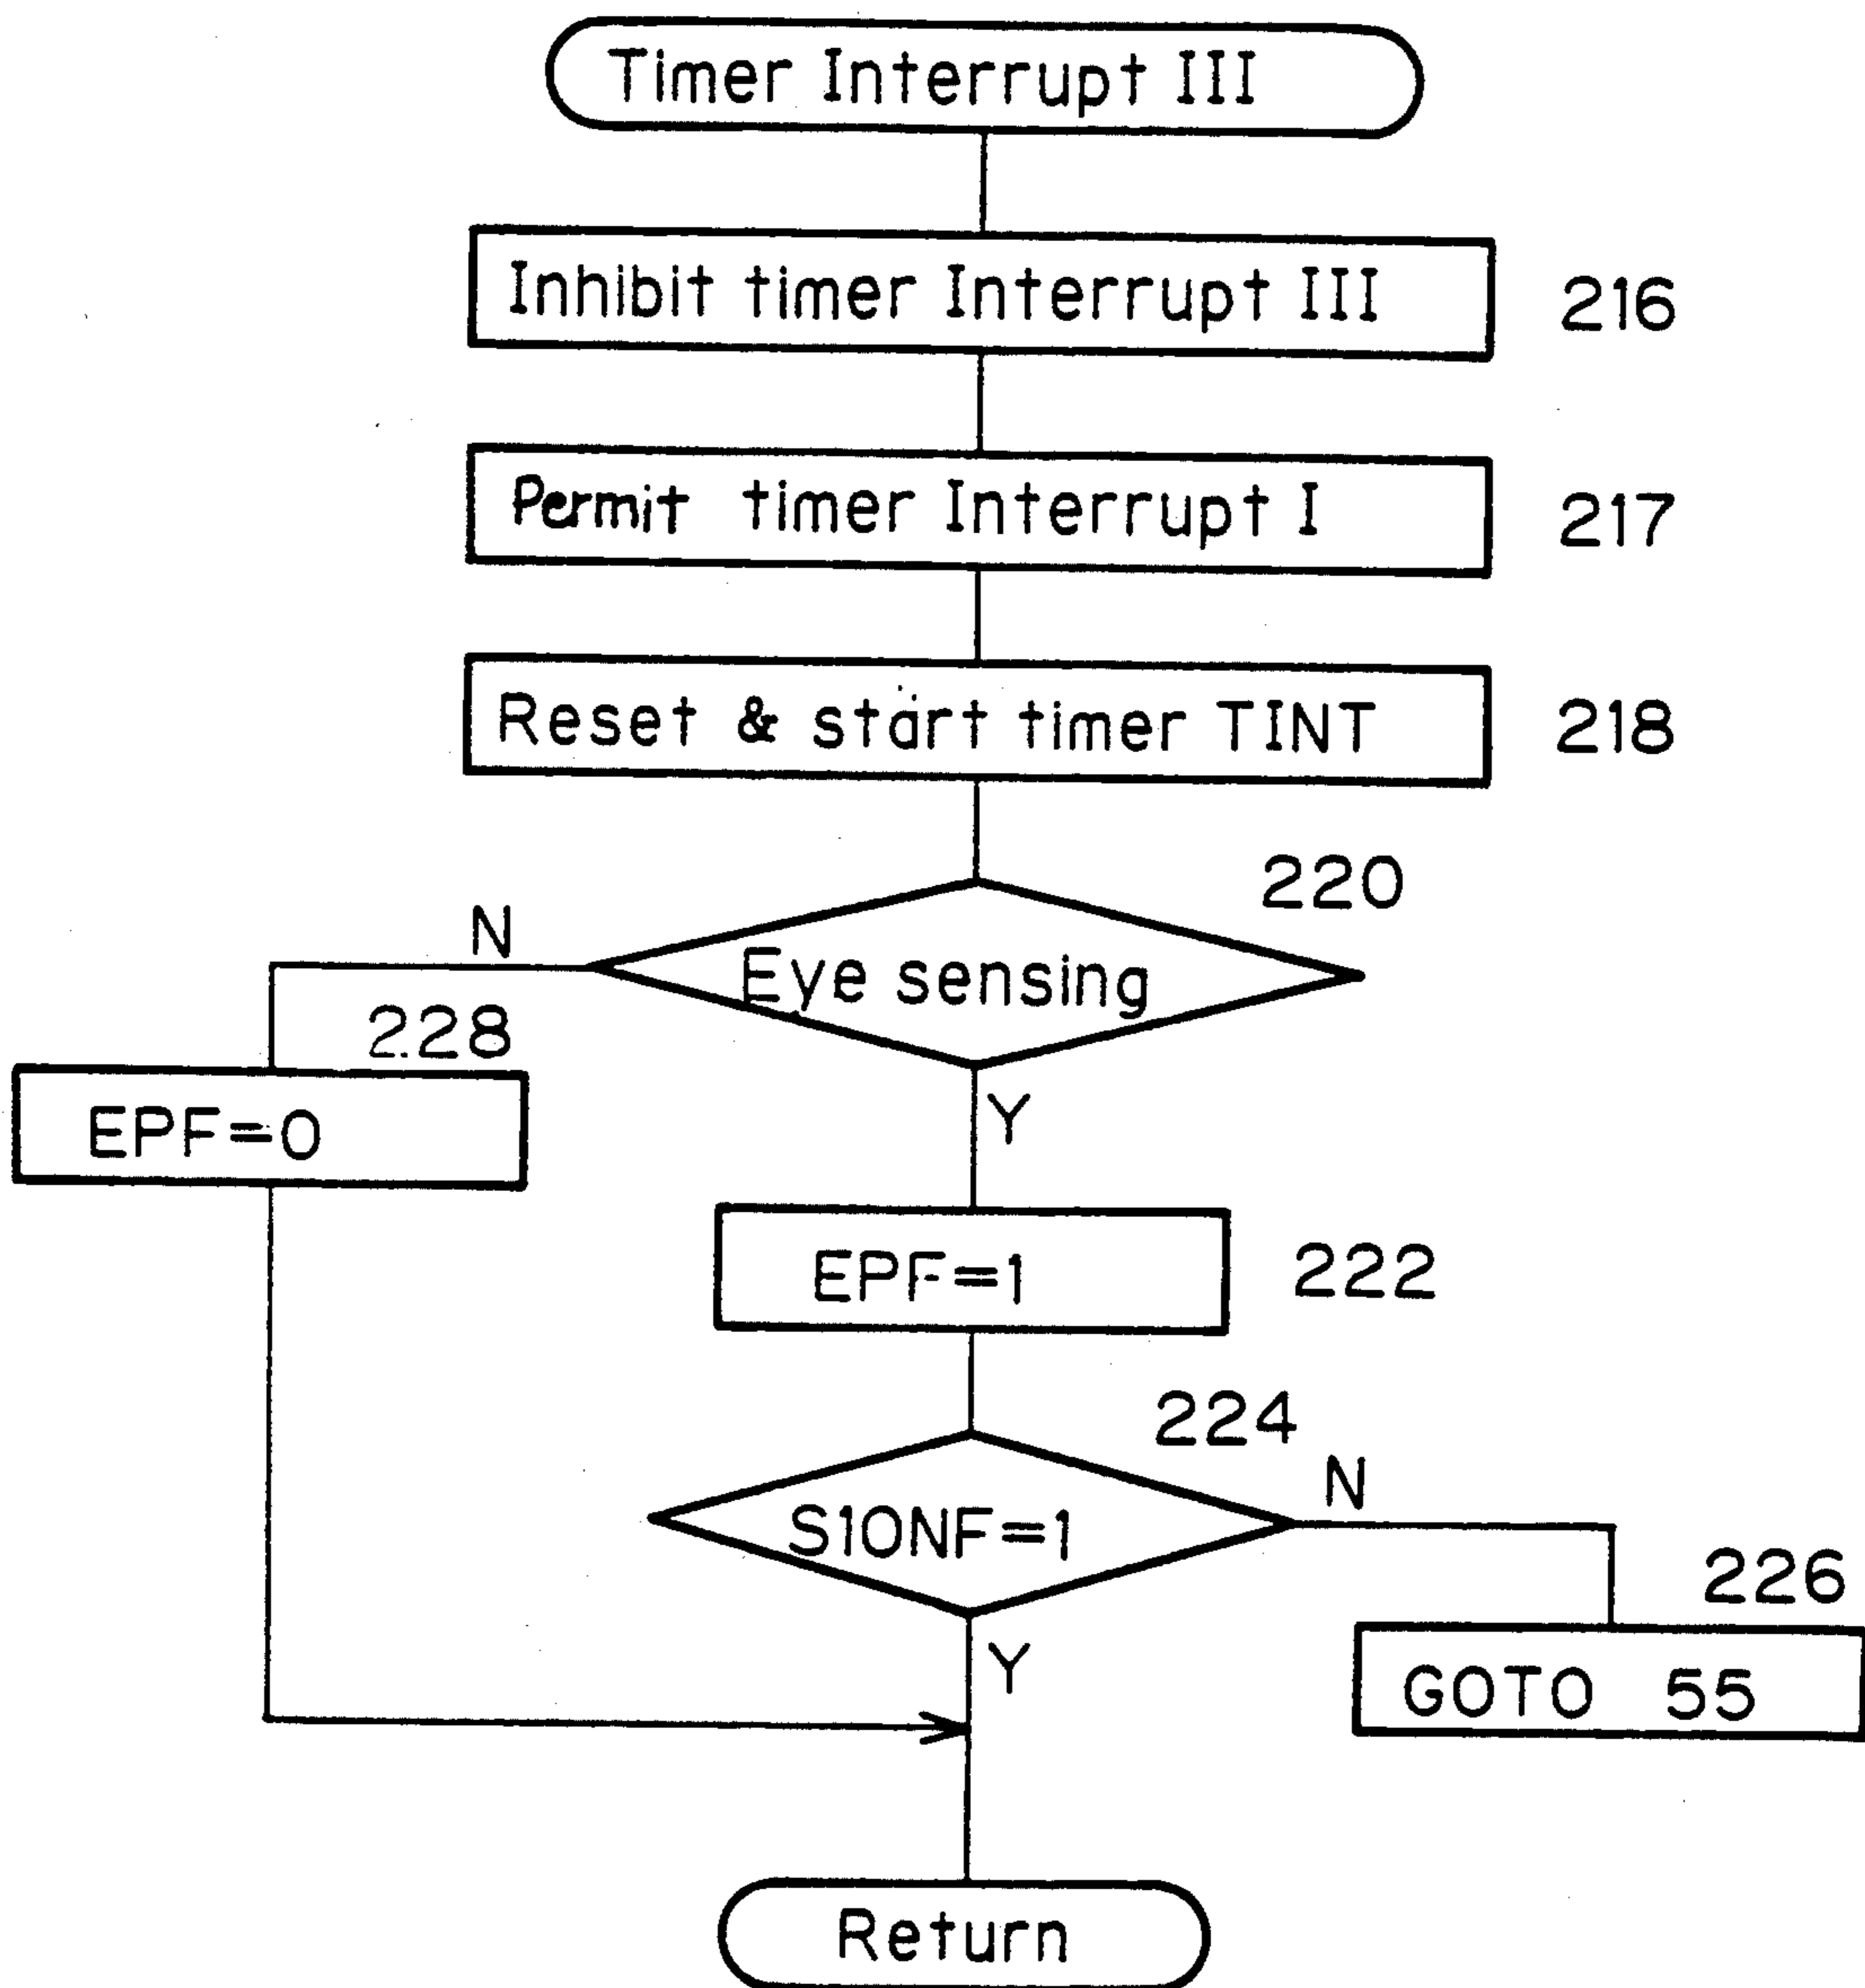 Timer Interrupt III
Inhibit timer Interrupt III
216
Permit timer Interrupt I
217
Reset & start timer TINT
218
220
N
Eye sensing
228
Y
EPF=0
EPF=1
222
224
N
S1ONF=1
226
Y
GOTO 55
Return